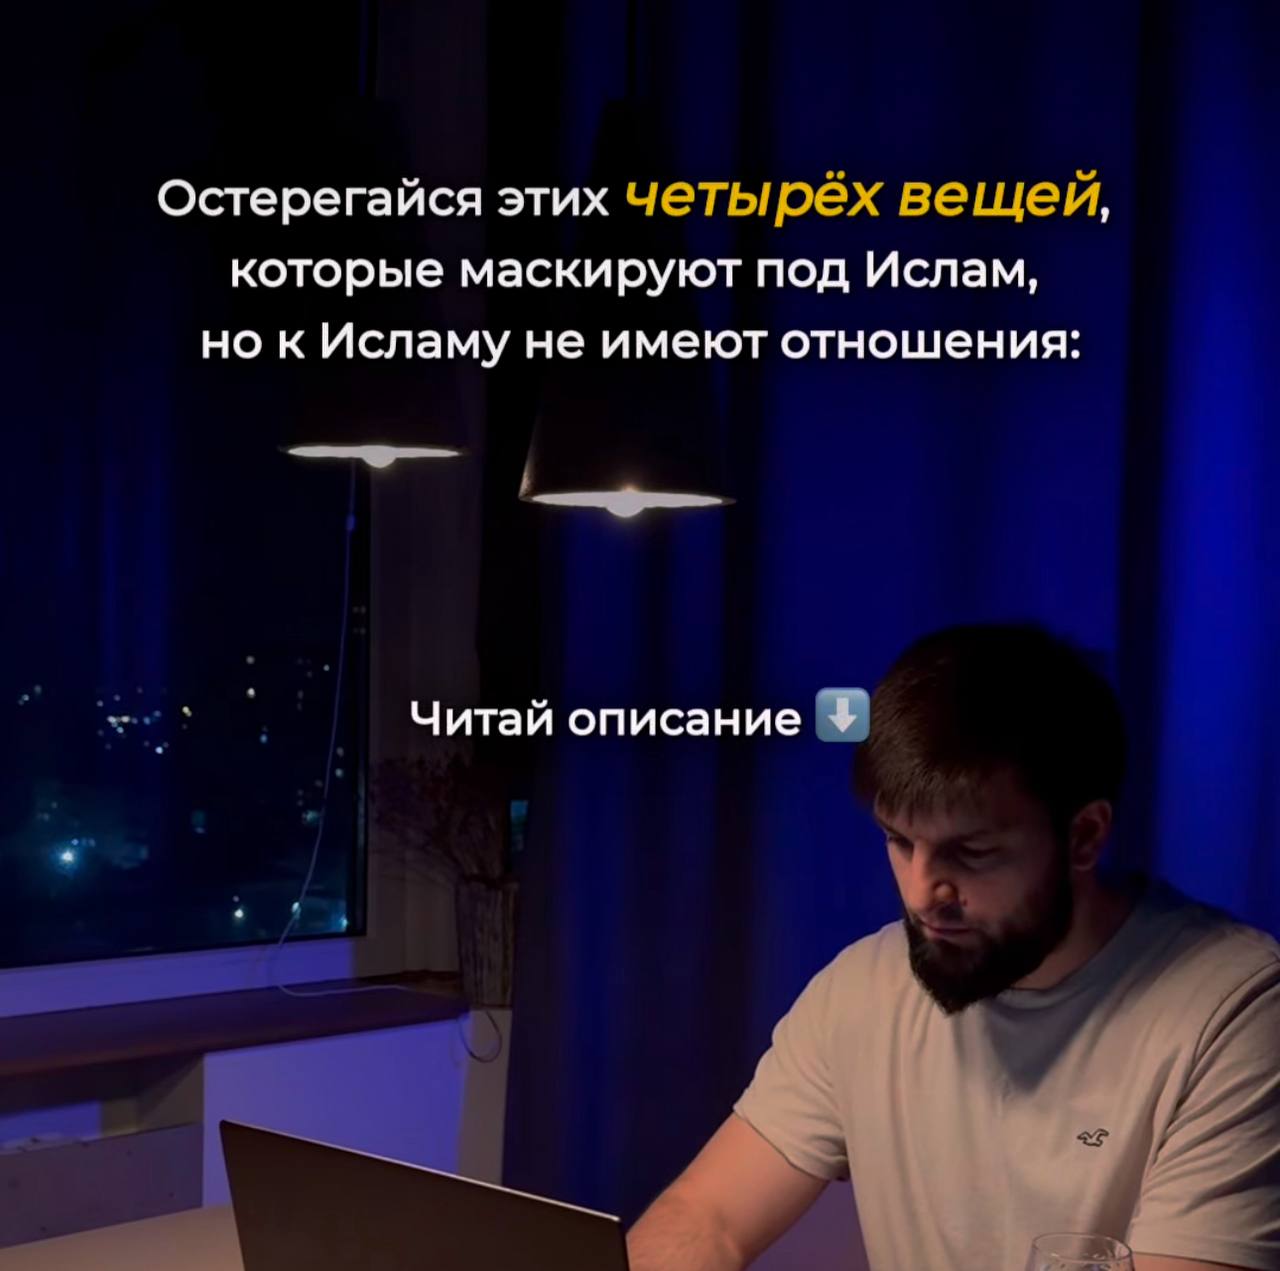 Остерегайся этих четырёх вещей,
которые маскируют под Ислам,
но к Исламу не имеют отношения:
Читай описание ⬇️